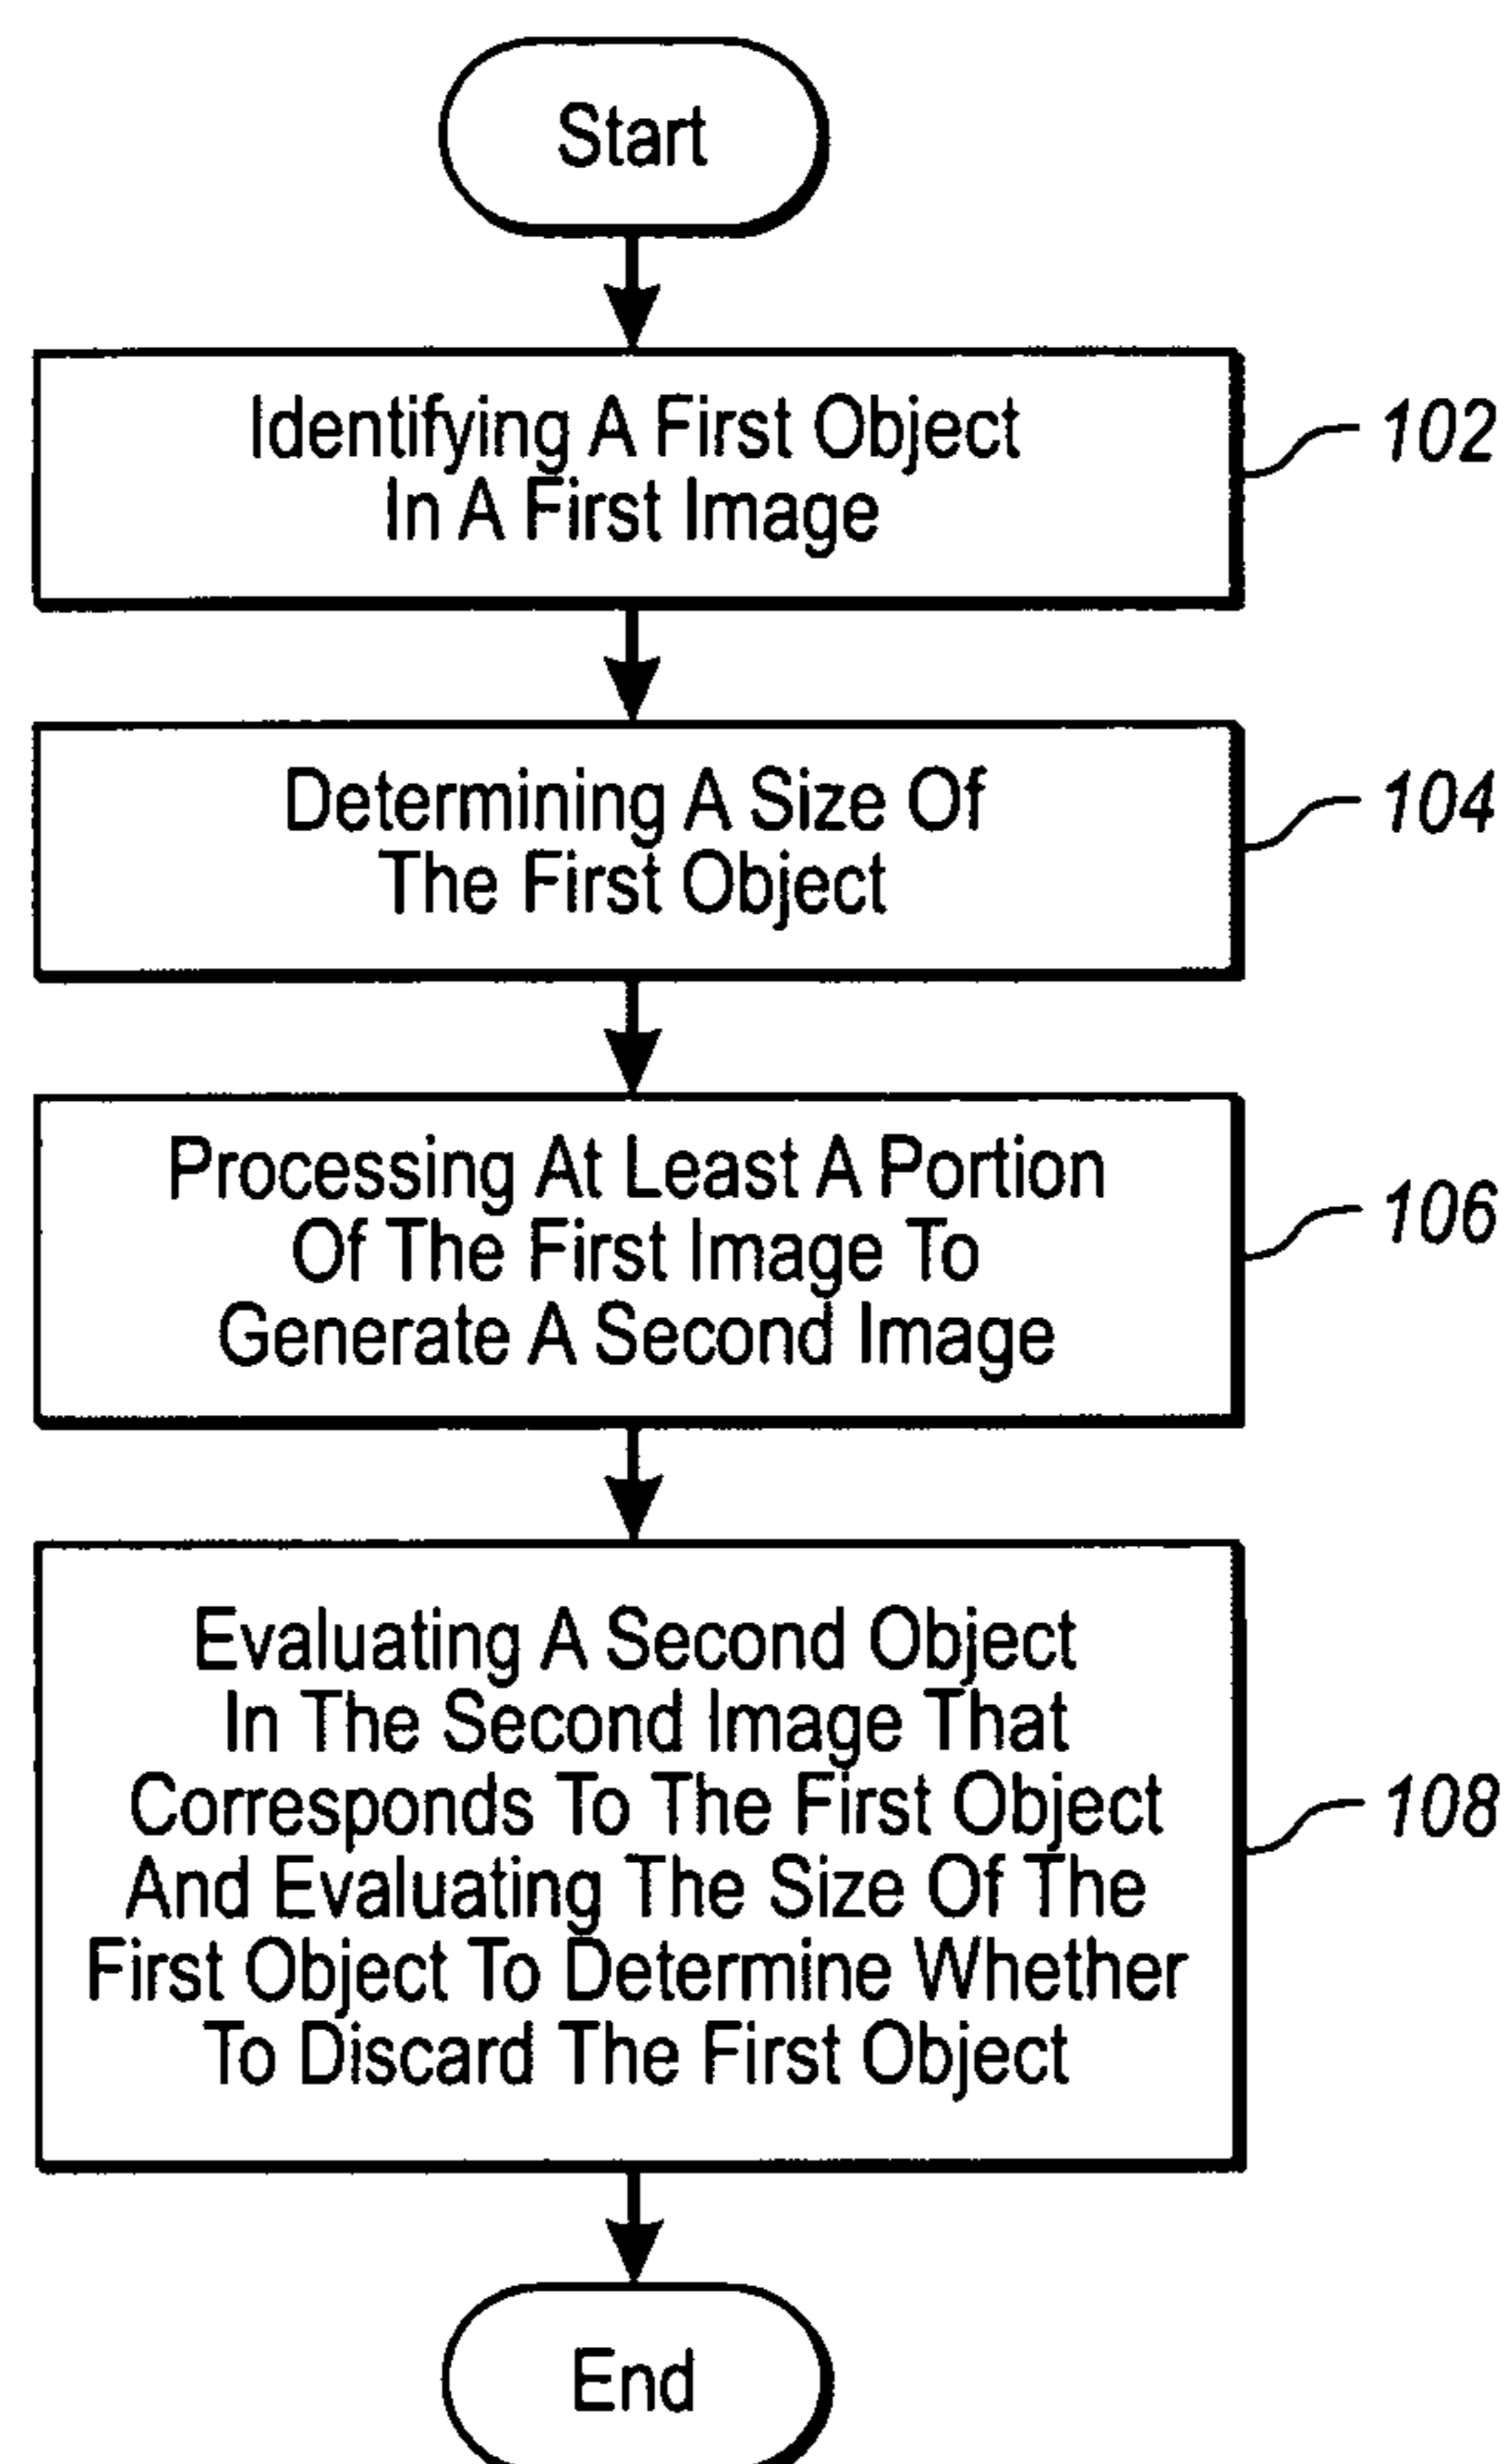 Start
Identifying A First Object
In A First Image
102
Determining A Size Of
The First Object
104
Processing At Least A Portion
Of The First Image To
Generate A Second Image
106
Evaluating A Second Object
In The Second Image That
Corresponds To The First Object
And Evaluating The Size Of The
First Object To Determine Whether
To Discard The First Object
108
End